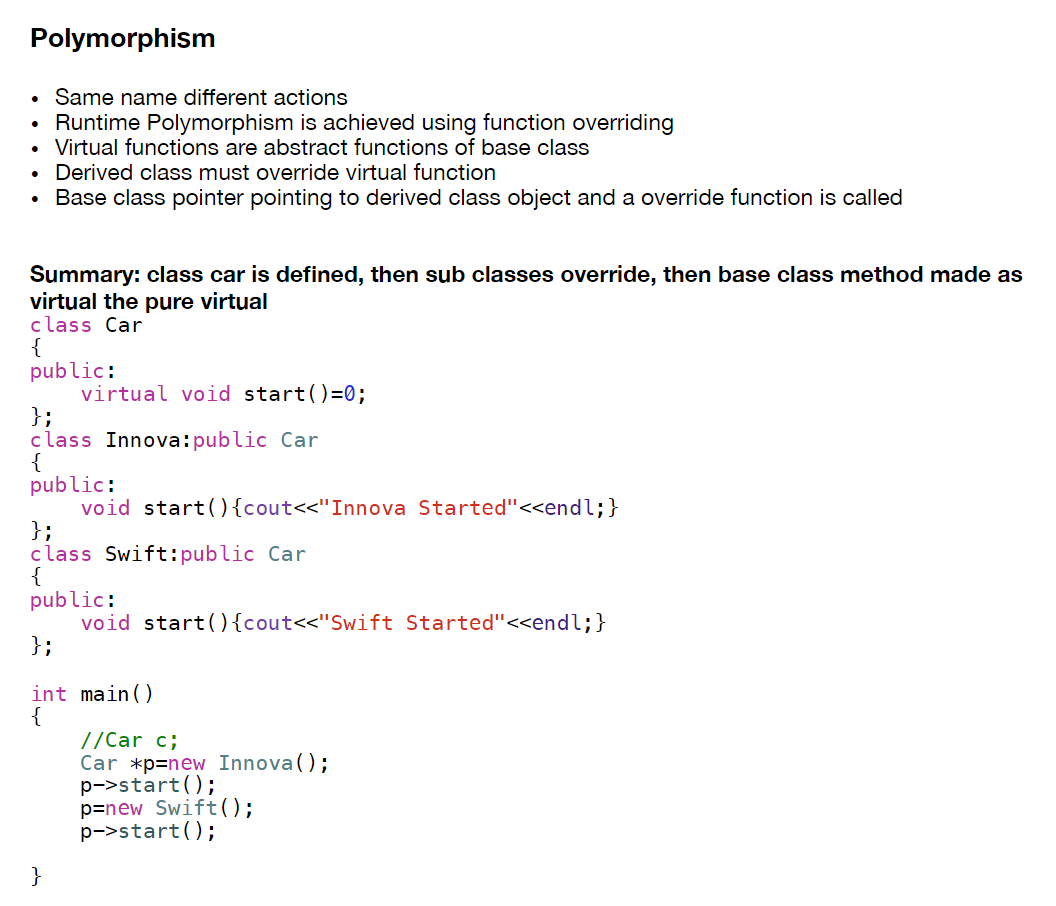 Polymorphism
• Same name different actions
• Runtime Polymorphism is achieved using function overriding
• Virtual functions are abstract functions of base class
• Derived class must override virtual function
• Base class pointer pointing to derived class object and a override function is called
Summary: class car is defined, then sub classes override, then base class method made as
virtual the pure virtual
class Car
{
public:
    virtual void start()=0;
};
class Innova:public Car
{
public:
    void start(){cout<<"Innova Started"<<endl;}
};
class Swift:public Car
{
public:
    void start(){cout<<"Swift Started"<<endl;}
};
int main()
{
    //Car c;
    Car *p=new Innova();
    p->start();
    p=new Swift();
    p->start();
}